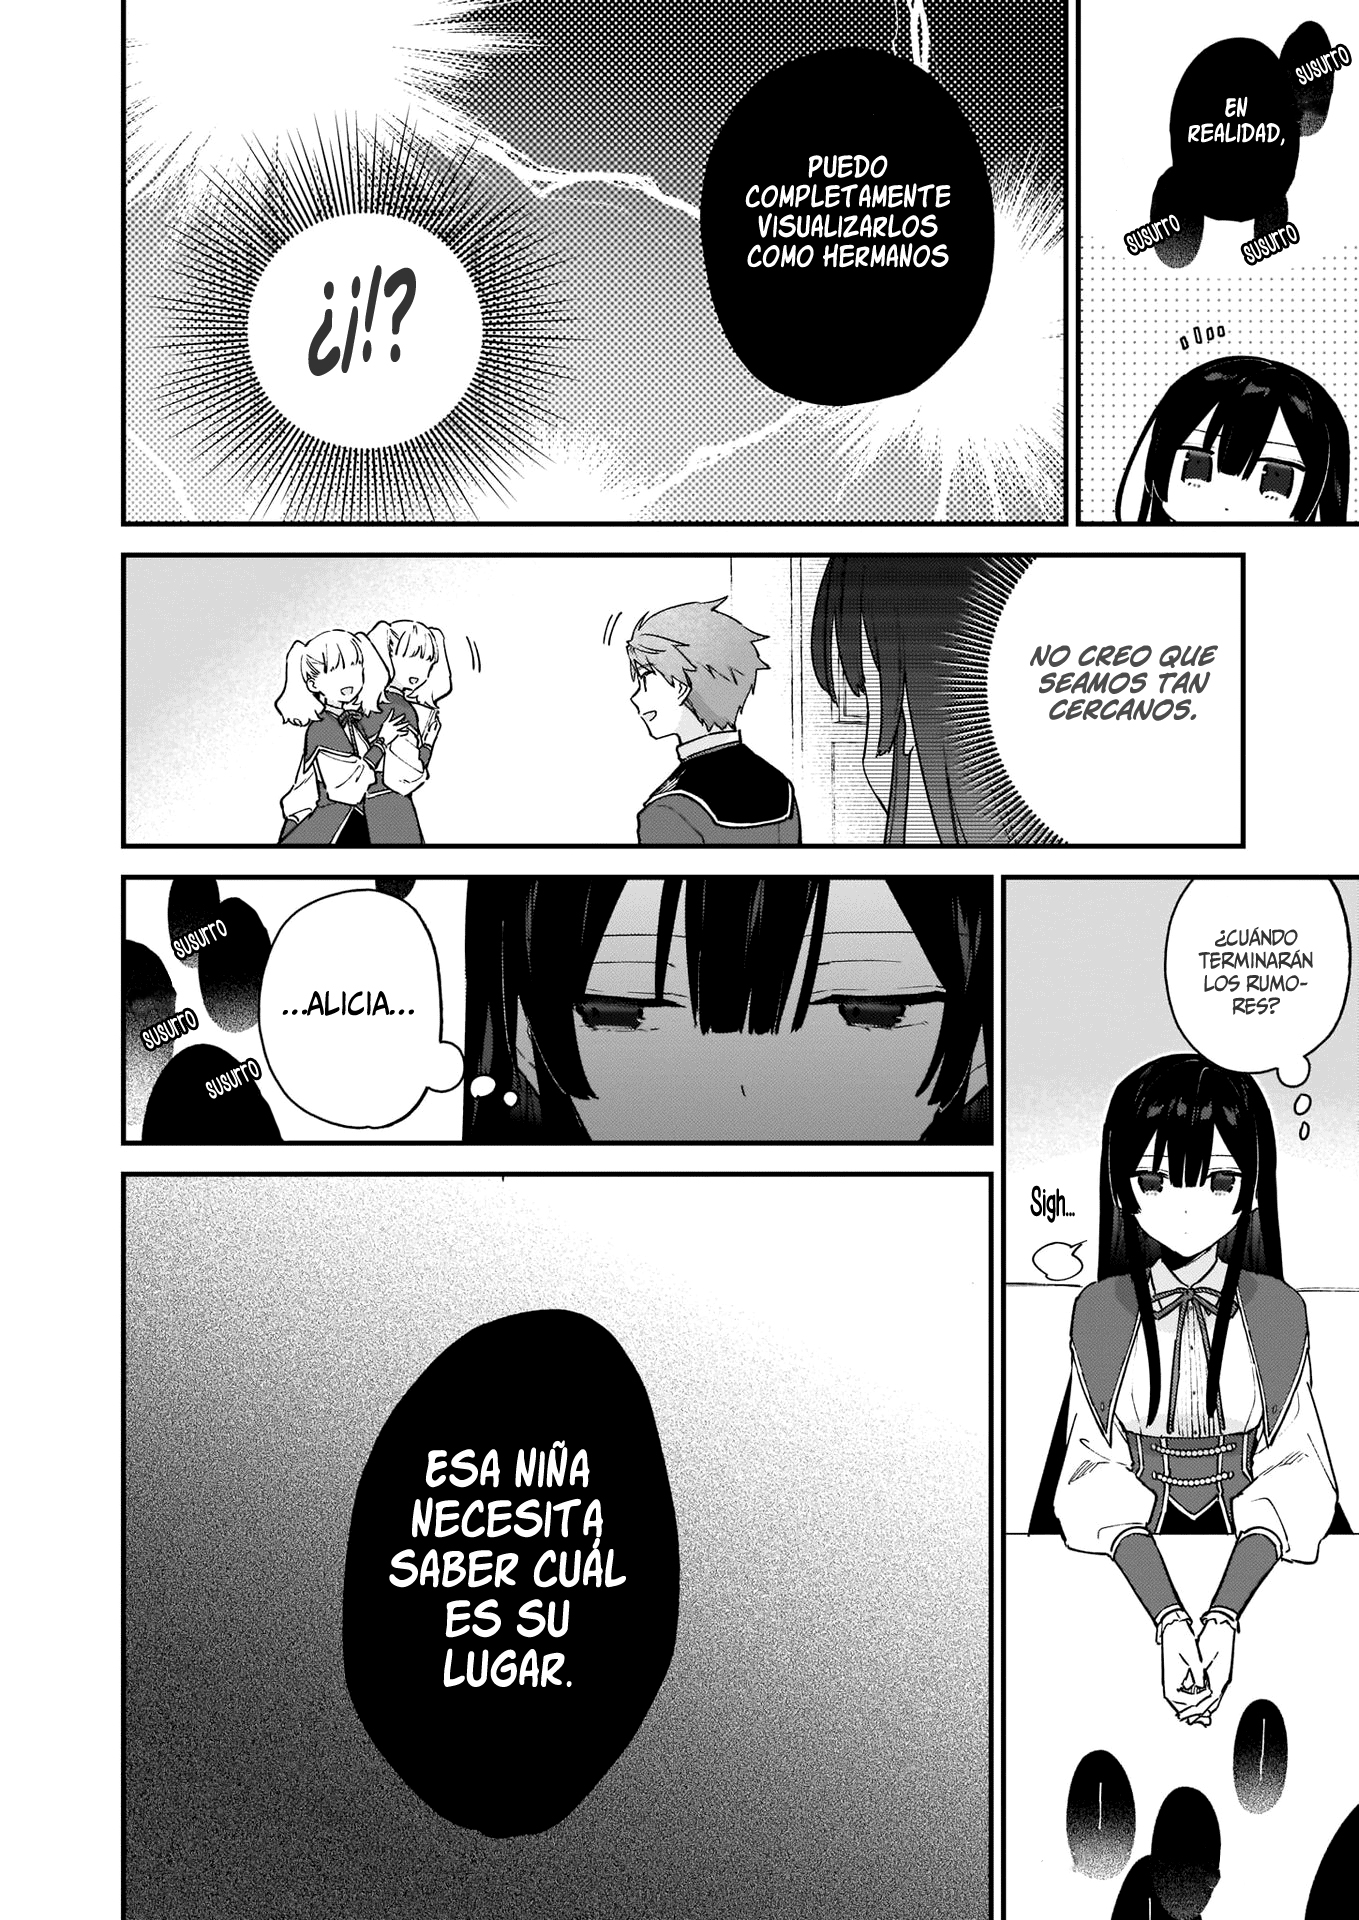 susurro
EN
REALIDAD,
susurro
susurro
PUEDO
COMPLETAMENTE
VISUALIZARLOS
COMO HERMANOS
¿¡!?
NO CREO QUE
SEAMOS TAN
CERCANOS.
¿CUÁNDO
TERMINARÁN
LOS RUMO-
RES?
Sigh...
...ALICIA...
susurro
susurro
susurro
ESA NIÑA
NECESITA
SABER CUÁL
ES SU
LUGAR.